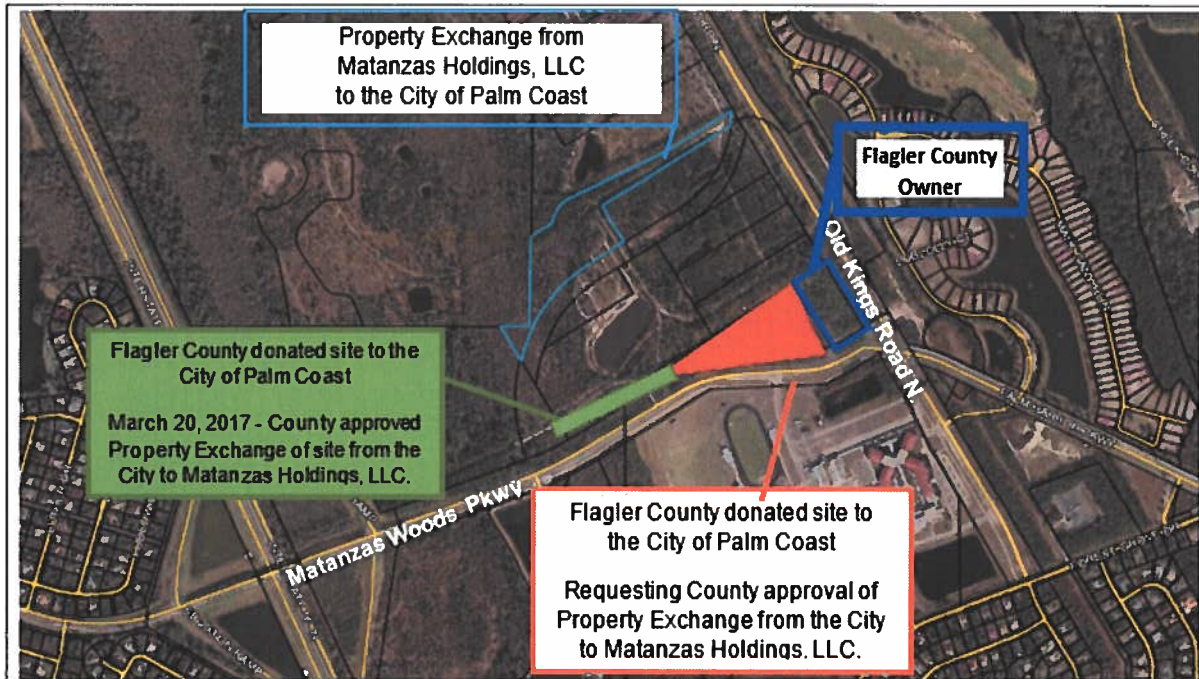 Property Exchange from
Matanzas Holdings, LLC
to the City of Palm Coast
Flagler County
Owner
Old Kings Road N.
Flagler County donated site to the
City of Palm Coast
March 20, 2017 - County approved
Property Exchange of site from the
City to Matanzas Holdings, LLC.
Matanzas Woods Pkwy
Flagler County donated site to
the City of Palm Coast
Requesting County approval of
Property Exchange from the City
to Matanzas Holdings. LLC.